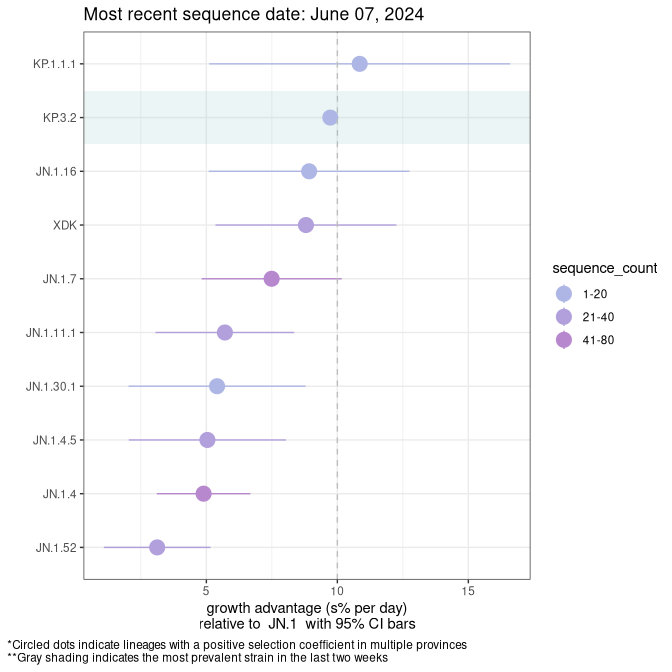 Most recent sequence date: June 07, 2024
KP.1.1.1
KP.3.2
JN.1.16
XDK
JN.1.7
JN.1.11.1
JN.1.30.1
JN.1.4.5
JN.1.4
JN.1.52
5 10 15
growth advantage (s% per day)
relative to JN.1 with 95% CI bars
sequence_count
1-20
21-40
41-80
*Circled dots indicate lineages with a positive selection coefficient in multiple provinces
**Gray shading indicates the most prevalent strain in the last two weeks